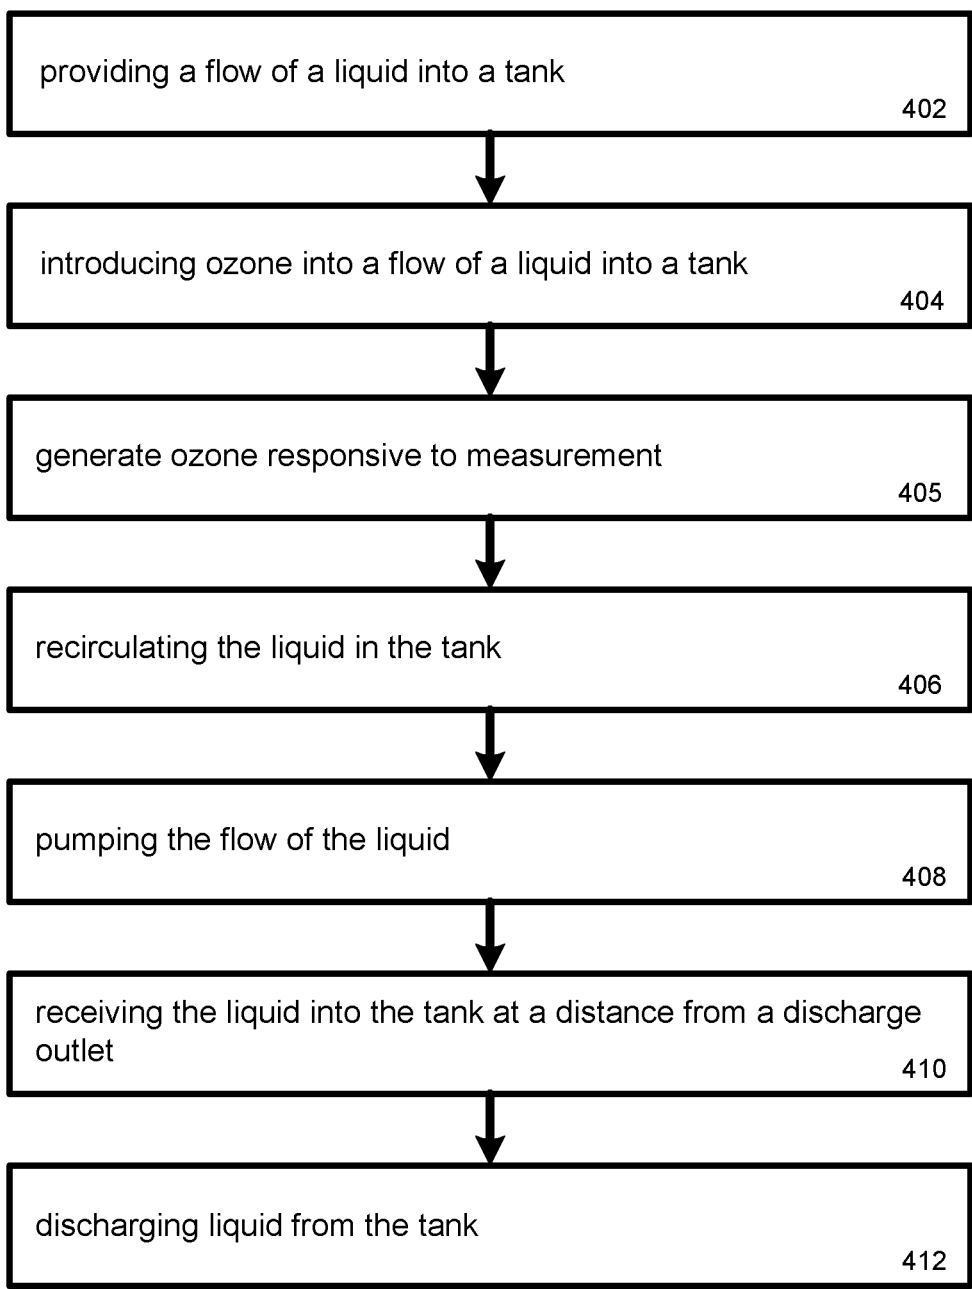 providing a flow of a liquid into a tank
402
introducing ozone into a flow of a liquid into a tank
404
generate ozone responsive to measurement
405
recirculating the liquid in the tank
406
pumping the flow of the liquid
408
receiving the liquid into the tank at a distance from a discharge
outlet
410
discharging liquid from the tank
412